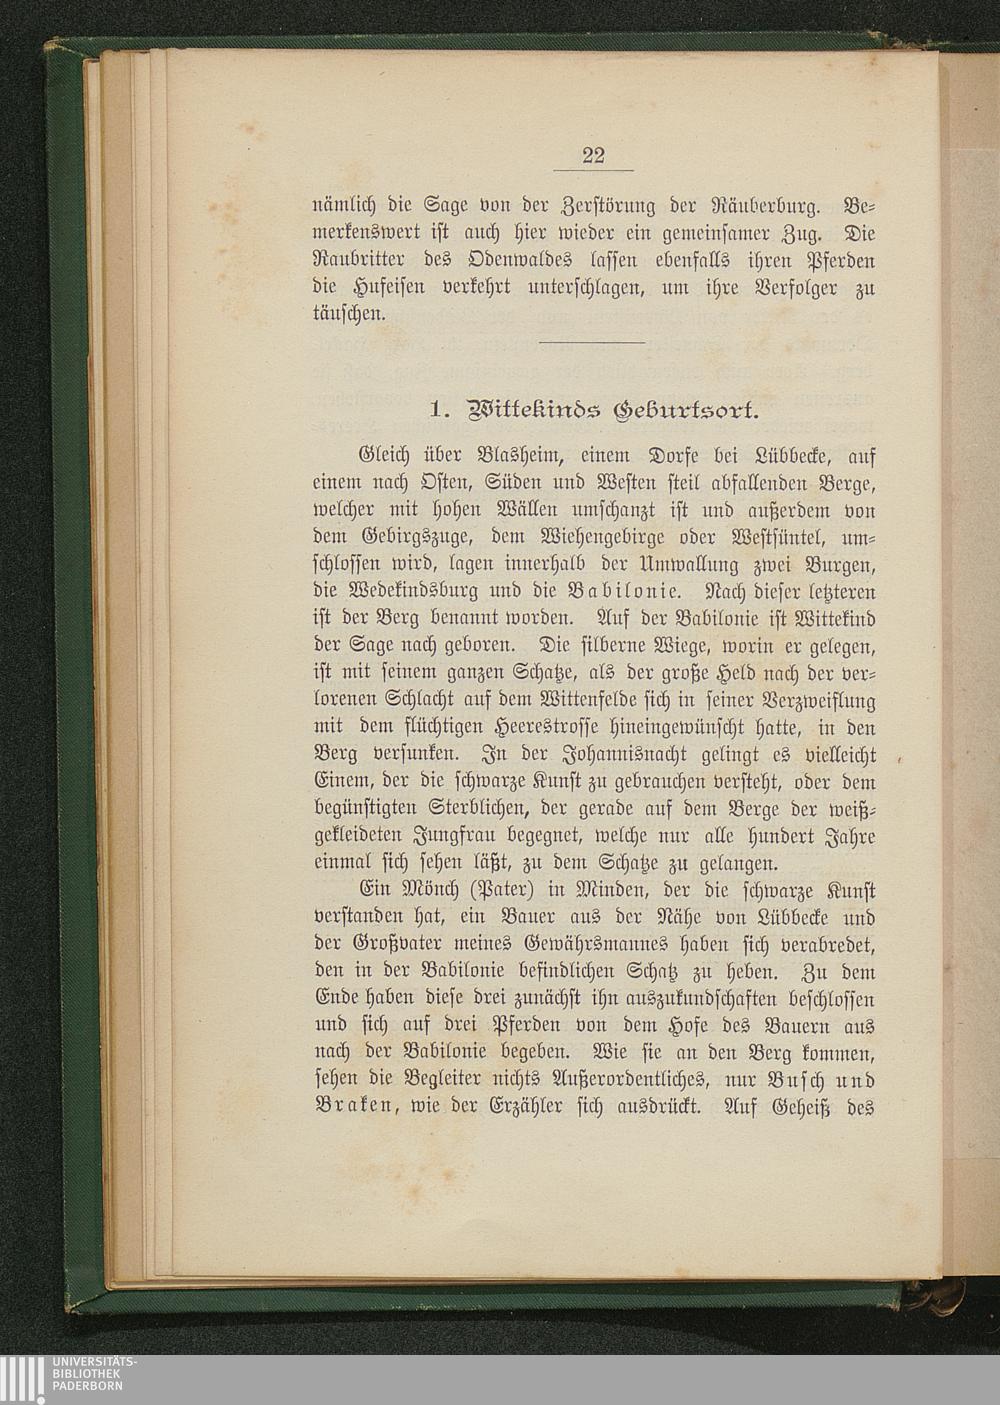 22
nämlich die Sage von der Zerstörung der Räuberburg. Be-
merkenswert ist auch hier wieder ein gemeinsamer Zug. Die
Raubritter des Odenwaldes lassen ebenfalls ihren Pferden
die Hufeisen verkehrt unterschlagen, um ihre Verfolger zu
täuschen.
1. Wittekinds Geburtsort.
Gleich über Blasheim, einem Dorfe bei Lübbecke, auf
einem nach Osten, Süden und Westen steil abfallenden Berge,
welcher mit hohen Wällen umschanzt ist und außerdem von
dem Gebirgszuge, dem Wiehengebirge oder Westsüntel, um-
schlossen wird, lagen innerhalb der Umwallung zwei Burgen,
die Wedekindsburg und die Babilonie. Nach dieser letzteren
ist der Berg benannt worden. Auf der Babilonie ist Wittekind
der Sage nach geboren. Die silberne Wiege, worin er gelegen,
ist mit seinem ganzen Schatze, als der große Held nach der ver-
lorenen Schlacht auf dem Wittenfelde sich in seiner Verzweiflung
mit dem flüchtigen Heerestrosse hineingewünscht hatte, in den
Berg versunken. In der Johannisnacht gelingt es vielleicht
Einem, der die schwarze Kunst zu gebrauchen versteht, oder dem
begünstigten Sterblichen, der gerade auf dem Berge der weiß-
gekleideten Jungfrau begegnet, welche nur alle hundert Jahre
einmal sich sehen läßt, zu dem Schatze zu gelangen.
Ein Mönch (Pater) in Minden, der die schwarze Kunst
verstanden hat, ein Bauer aus der Nähe von Lübbecke und
der Großvater meines Gewährsmannes haben sich verabredet,
den in der Babilonie befindlichen Schatz zu heben. Zu dem
Ende haben diese drei zunächst ihn auszukundschaften beschlossen
und sich auf drei Pferden von dem Hofe des Bauern aus
nach der Babilonie begeben. Wie sie an den Berg kommen,
sehen die Begleiter nichts Außerordentliches, nur Busch und
Braken, wie der Erzähler sich ausdrückt. Auf Geheiß des
UNIVERSITÄTS-
BIBLIOTHEK
PADERBORN